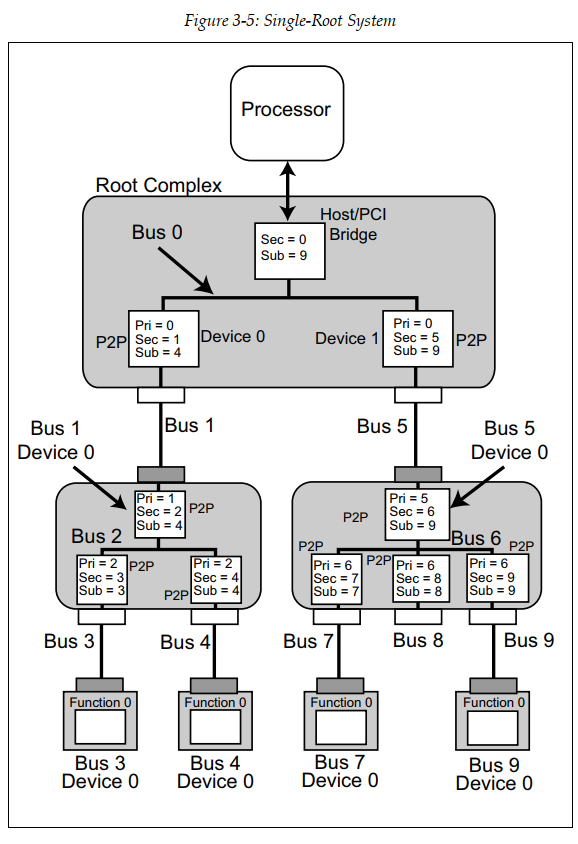 Figure 3-5: Single-Root System
Processor
Root Complex
Host/PCI
Bridge
Bus 0
Sec = 0
Sub = 9
Pri = 0
Sec = 1
Sub = 4
P2P
Device 0
Device 1
Pri = 0
Sec = 5
Sub = 9
P2P
Bus 1
Bus 5
Bus 1
Device 0
Bus 5
Device 0
Pri = 1
Sec = 2
Sub = 4
P2P
Bus 2
Pri = 2
Sec = 3
Sub = 3
P2P
Pri = 2
Sec = 4
Sub = 4
P2P
Pri = 5
Sec = 6
Sub = 9
P2P
Bus 6
P2P
Pri = 6
Sec = 7
Sub = 7
P2P
Pri = 6
Sec = 8
Sub = 8
P2P
Pri = 6
Sec = 9
Sub = 9
Bus 3
Bus 4
Bus 7
Bus 8
Bus 9
Function 0
Function 0
Function 0
Function 0
Bus 3
Device 0
Bus 4
Device 0
Bus 7
Device 0
Bus 9
Device 0